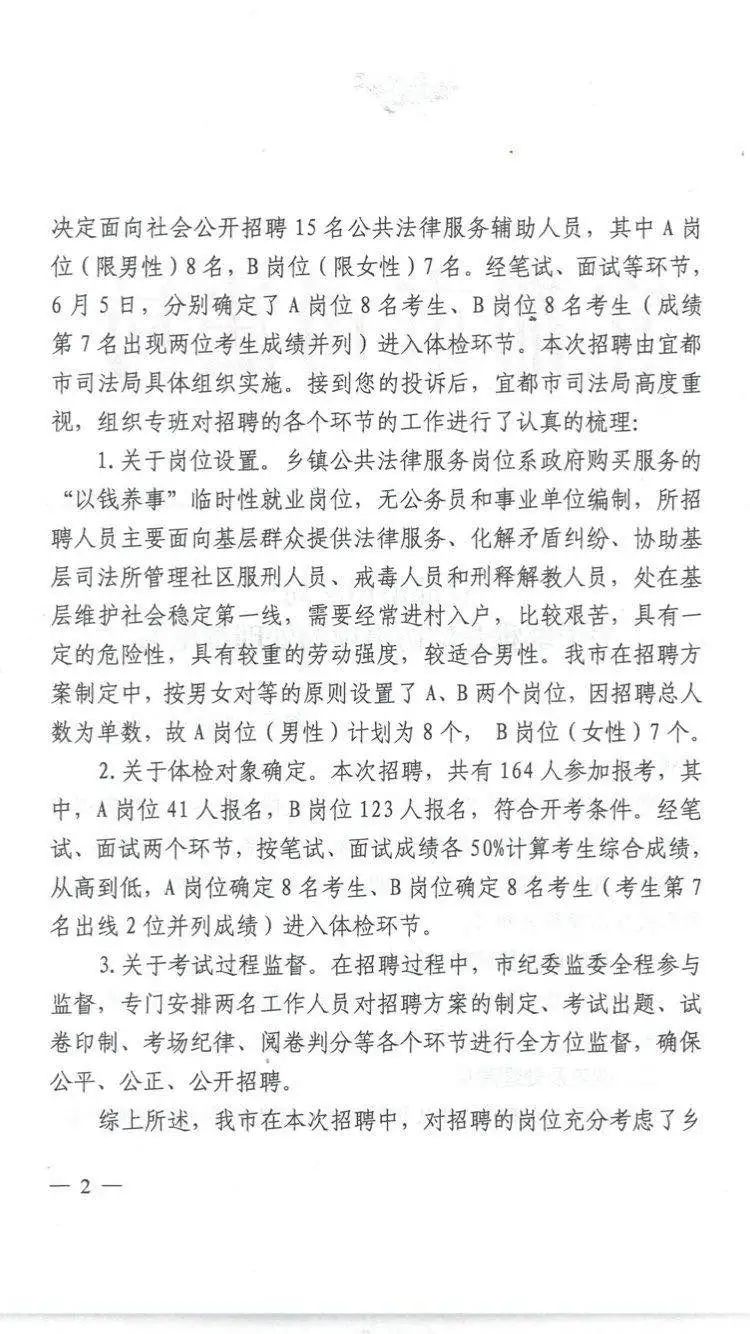 决定面向社会公开招聘15名公共法律服务辅助人员，其中A岗
位（限男性）8名，B岗位（限女性）7名。经笔试、面试等环节，
6月5日，分别确定了A岗位8名考生、B岗位8名考生（成绩
第7名出现两位考生成绩并列）进入体检环节。本次招聘由宜都
市司法局具体组织实施。接到您的投诉后，宜都市司法局高度重
视，组织专班对招聘的各个环节的工作进行了认真的梳理：
1.关于岗位设置。乡镇公共法律服务岗位系政府购买服务的
“以钱养事”临时性就业岗位，无公务员和事业单位编制，所招
聘人员主要面向基层群众提供法律服务、化解矛盾纠纷、协助基
层司法所管理社区服刑人员、戒毒人员和刑释解教人员，处在基
层维护社会稳定第一线，需要经常进村入户，比较艰苦，具有一
定的危险性，具有较重的劳动强度，较适合男性。我市在招聘方
案制定中，按男女对等的原则设置了A、B两个岗位，因招聘总人
数为单数，故A岗位（男性）计划为8个， B岗位（女性）7个。
2.关于体检对象确定。本次招聘，共有164人参加报考，其
中，A岗位41人报名，B岗位123人报名，符合开考条件。经笔
试、面试两个环节，按笔试、面试成绩各50%计算考生综合成绩，
从高到低，A岗位确定8名考生、B岗位确定8名考生（考生第7
名出线2位并列成绩）进入体检环节。
3.关于考试过程监督。在招聘过程中，市纪委监委全程参与
监督，专门安排两名工作人员对招聘方案的制定、考试出题、试
卷印制、考场纪律、阅卷判分等各个环节进行全方位监督，确保
公平、公正、公开招聘。
综上所述，我市在本次招聘中，对招聘的岗位充分考虑了乡
— 2 —